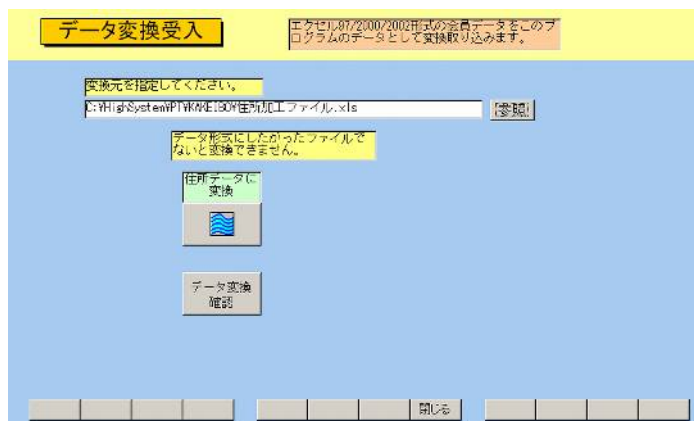 データ変換受入
エクセル97/2000/2002形式の会員データをこのプ
ログラムのデータとして変換取り込みます。
変換元を指定してください。
C:¥HighSystem¥PT¥KAKEIBO¥住所加工ファイル.xls
参照
データ形式にしたがったファイルで
ないと変換できません。
住所データに
変換
データ変換
確認
閉じる